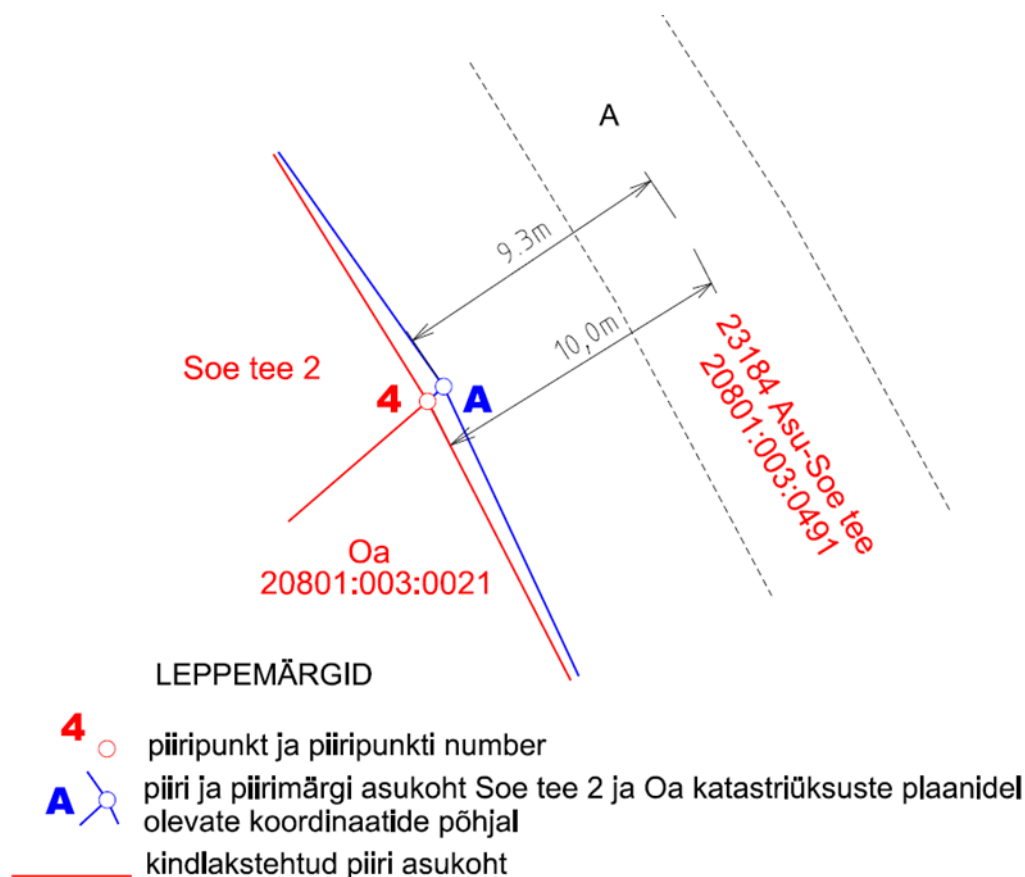 A
9.3m
10,0m
Soe tee 2
4
A
23184 Asu-Soe tee
20801:003:0491
Oa
20801:003:0021
LEPPEMÄRGID
4
piiripunkt ja piiripunkti number
A
piiri ja piirimärgi asukoht Soe tee 2 ja Oa katastriüksuste plaanidel
olevate koordinaatide põhjal
kindlakstehtud piiri asukoht